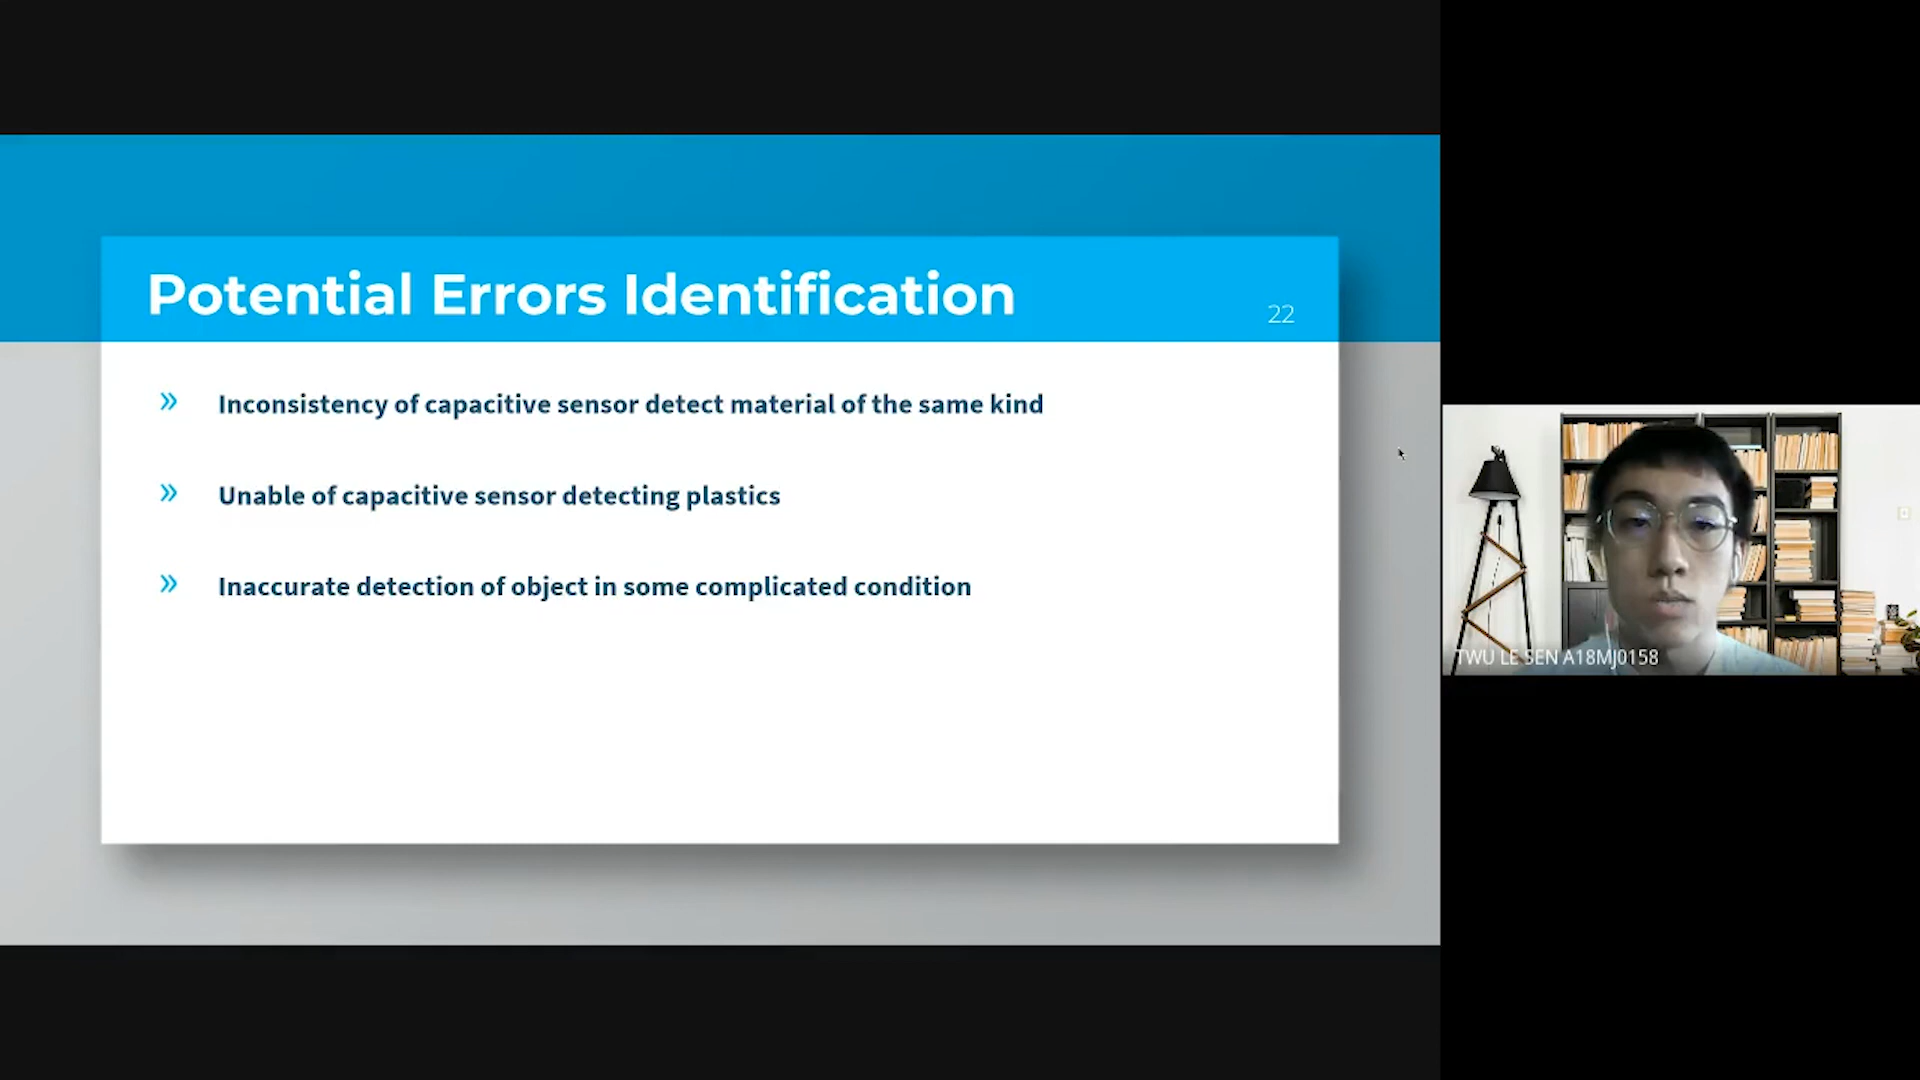 Potential Errors Identification
22
» Inconsistency of capacitive sensor detect material of the same kind
» Unable of capacitive sensor detecting plastics
» Inaccurate detection of object in some complicated condition
TWU LE SEN A18MJ0158